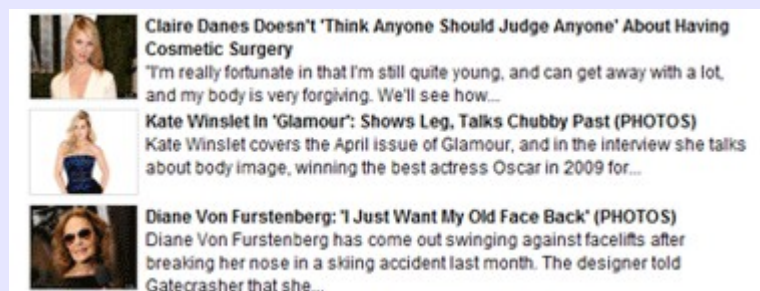 Claire Danes Doesn't 'Think Anyone Should Judge Anyone' About Having
Cosmetic Surgery
"I'm really fortunate in that I'm still quite young, and can get away with a lot,
and my body is very forgiving. We'll see how...
Kate Winslet In 'Glamour': Shows Leg, Talks Chubby Past (PHOTOS)
Kate Winslet covers the April issue of Glamour, and in the interview she talks
about body image, winning the best actress Oscar in 2009 for...
Diane Von Furstenberg: 'I Just Want My Old Face Back' (PHOTOS)
Diane Von Furstenberg has come out swinging against facelifts after
breaking her nose in a skiing accident last month. The designer told
Gatecrasher that she...